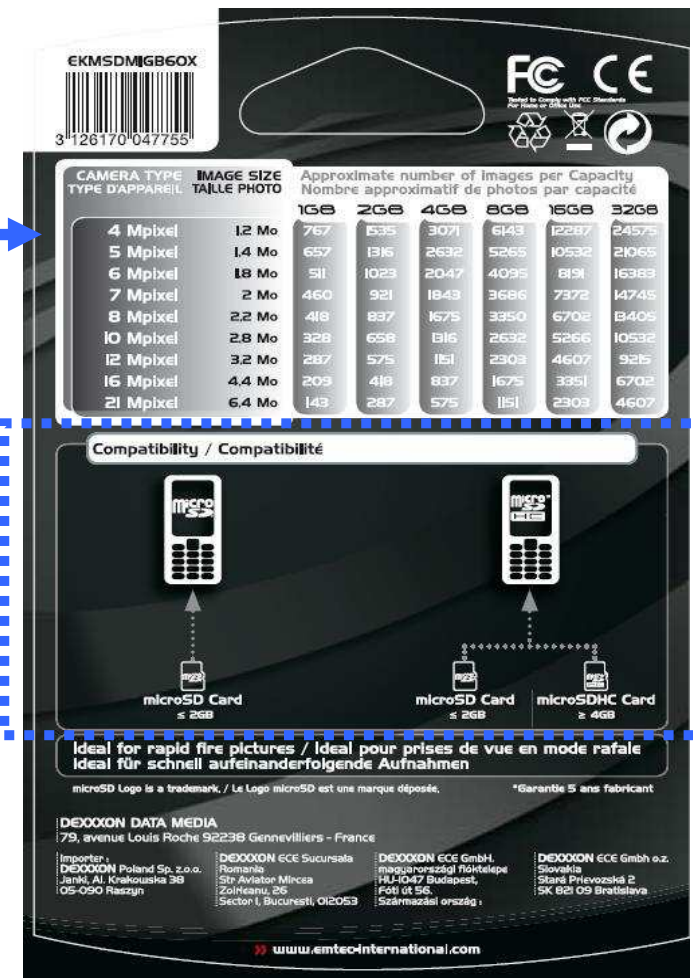 EKMSDM1GB60X
3 126170 047755
FC CE
Tested to Comply with FCC Standards
For Home or Office Use
CAMERA TYPE IMAGE SIZE Approximate number of images per Capacity
TYPE D'APPAREIL TAILLE PHOTO Nombre approximatif de photos par capacité
1GB 2GB 4GB 8GB 16GB 32GB
4 Mpixel 1.2 Mo 767 1535 3071 6143 12287 24575
5 Mpixel 1.4 Mo 657 1316 2632 5265 10532 21065
6 Mpixel 1.8 Mo 511 1023 2047 4095 8191 16383
7 Mpixel 2 Mo 460 921 1843 3686 7372 14745
8 Mpixel 2,2 Mo 418 837 1675 3350 6702 13405
10 Mpixel 2.8 Mo 328 658 1316 2632 5266 10532
12 Mpixel 3,2 Mo 287 575 1151 2303 4607 9215
16 Mpixel 4.4 Mo 209 418 837 1675 3351 6702
21 Mpixel 6,4 Mo 143 287 575 1151 2303 4607
Compatibility / Compatibilité
micro SD micro SD HC
microSD Card microSD Card microSDHC Card
≤ 2GB ≤ 2GB ≥ 4GB
Ideal for rapid fire pictures / Ideal pour prises de vue en mode rafale
Ideal für schnell aufeinanderfolgende Aufnahmen
microSD Logo is a trademark, / Le Logo microSD est une marque déposée, *Garantie 5 ans fabricant
DEXXXON DATA MEDIA
79, avenue Louis Roche 92238 Gennevilliers - France
Importer :
DEXXXON Poland Sp. z.o.o.
Janki, Al. Krakowska 38
05-090 Raszyn
DEXXXON ECE Sucursala
Romania
Str Aviator Mircea
Zorileanu, 26
Sector 1, Bucuresti, 012053
DEXXXON ECE GmbH.
magyarországi fióktelepe
HU-1047 Budapest,
Fóti út 56.
Származási ország :
DEXXXON ECE Gmbh o.z.
Slovakia
Stará Prievozská 2
SK 821 09 Bratislava
www.emtec-international.com